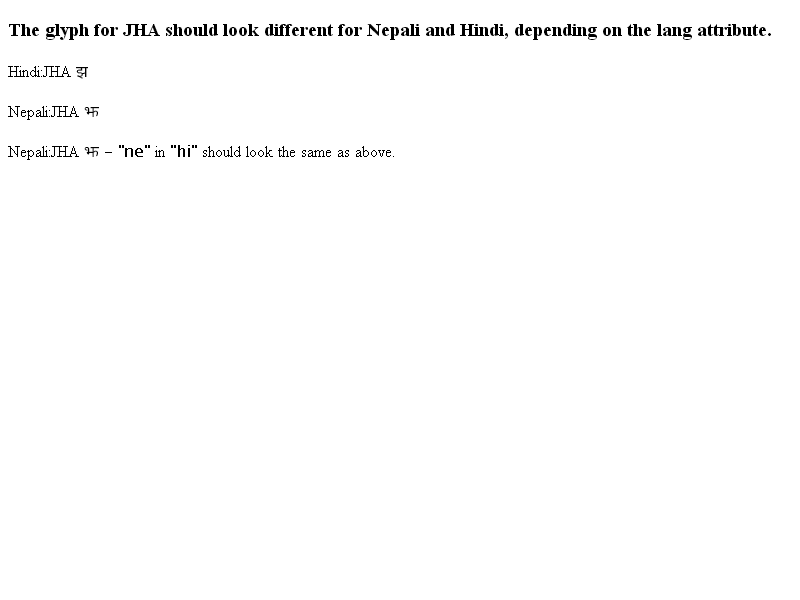 The glyph for JHA should look different for Nepali and Hindi, depending on the lang attribute.
Hindi:JHA झ
Nepali:JHA झ
Nepali:JHA झ – "ne" in "hi" should look the same as above.